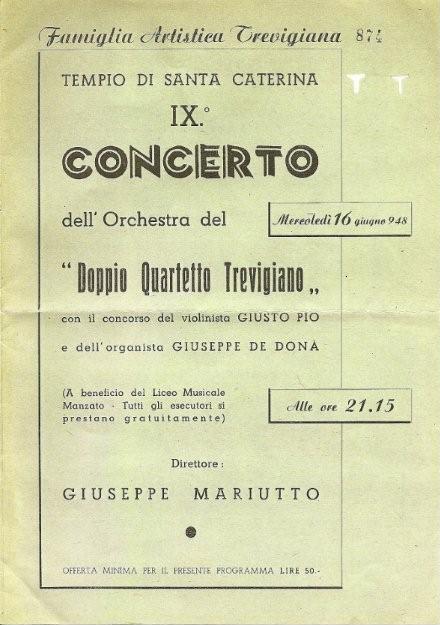 Famiglia Artistica Trevigiana 874
TEMPIO DI SANTA CATERINA
T T
IX.º
CONCERTO
dell' Orchestra del
Mercoledì 16 giugno 948
" Doppio Quartetto Trevigiano „
con il concorso del violinista GIUSTO PIO
e dell'organista GIUSEPPE DE DONÀ
(A beneficio del Liceo Musicale
Manzato - Tutti gli esecutori si
prestano gratuitamente)
Alle ore 21.15
Direttore :
GIUSEPPE MARIUTTO
OFFERTA MINIMA PER IL PRESENTE PROGRAMMA LIRE 50.-